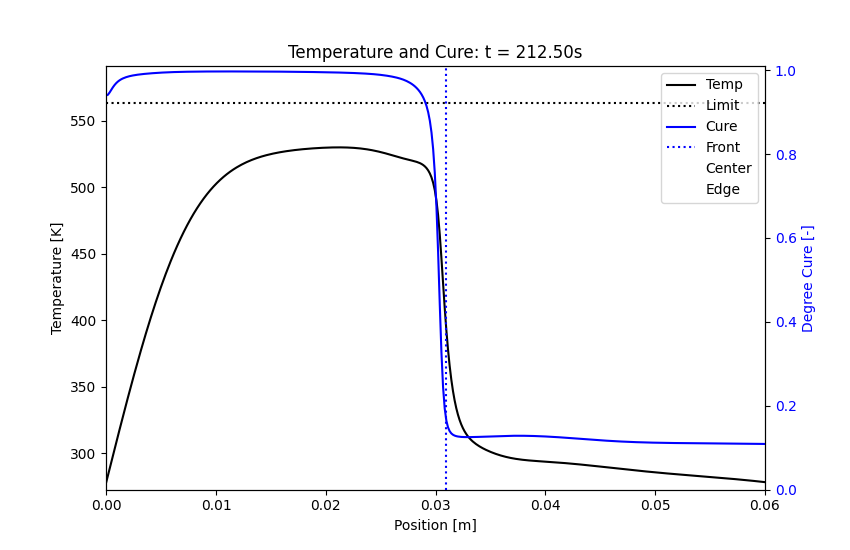 Temperature and Cure: t = 212.50s
Temp
Limit
Cure
Front
Center
Edge
Temperature [K]
550
500
450
400
350
300
Degree Cure [-]
1.0
0.8
0.6
0.4
0.2
0.0
0.00 0.01 0.02 0.03 0.04 0.05 0.06
Position [m]